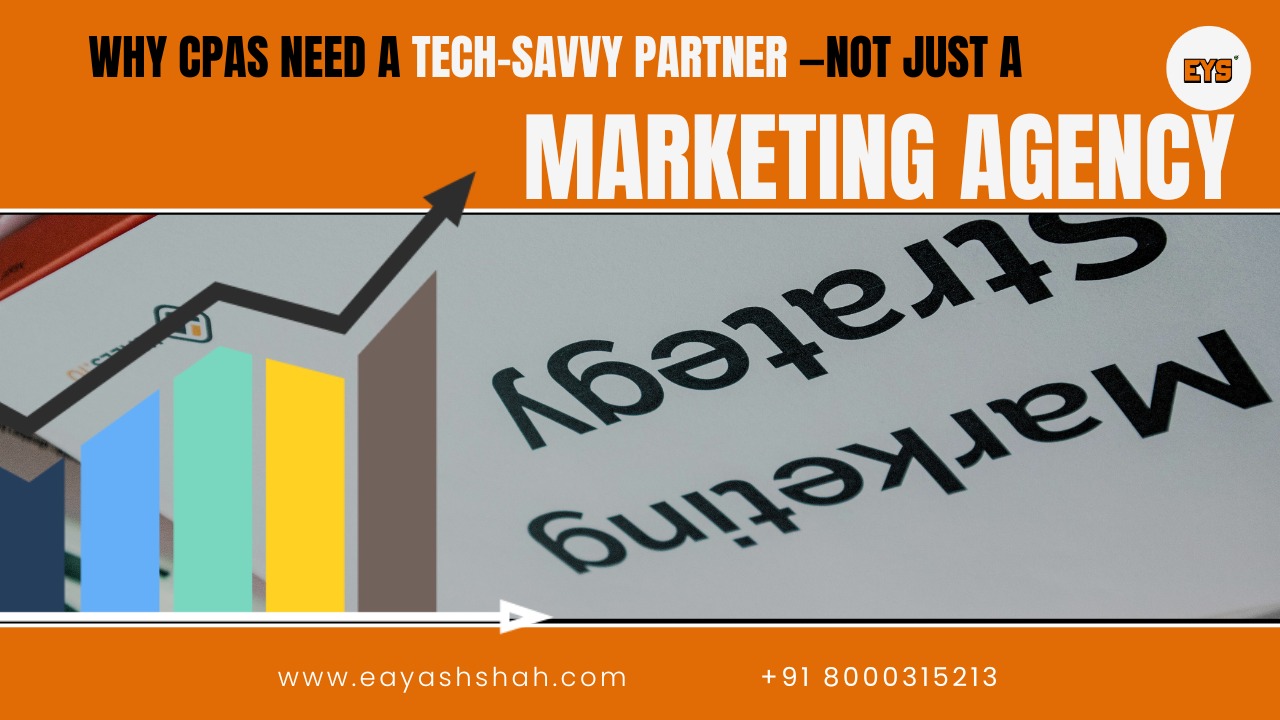 WHY CPAS NEED A TECH-SAVVY PARTNER –NOT JUST A
EYS
MARKETING AGENCY
Strategy
Marketing
www.eayashshah.com
+91 8000315213